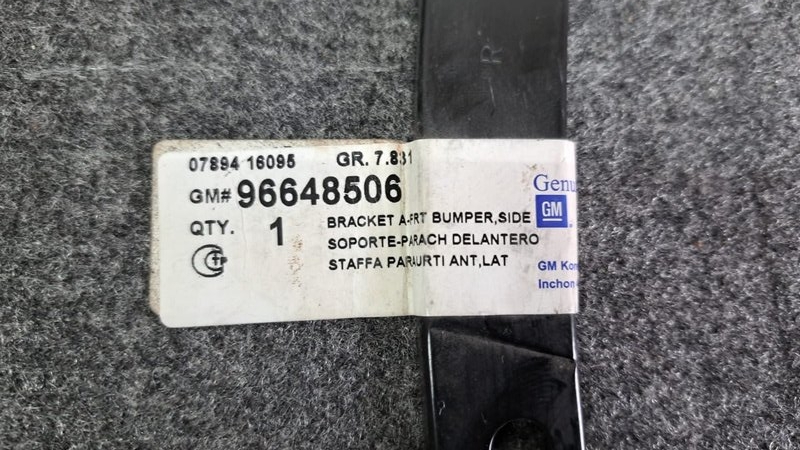 R
07894 16095 GR. 7.831
GM# 96648506
QTY. 1
BRACKET A-FRT BUMPER,SIDE
SOPORTE-PARACH DELANTERO
STAFFA PARAURTI ANT,LAT
Genu
GM
GM Kor
Inchon